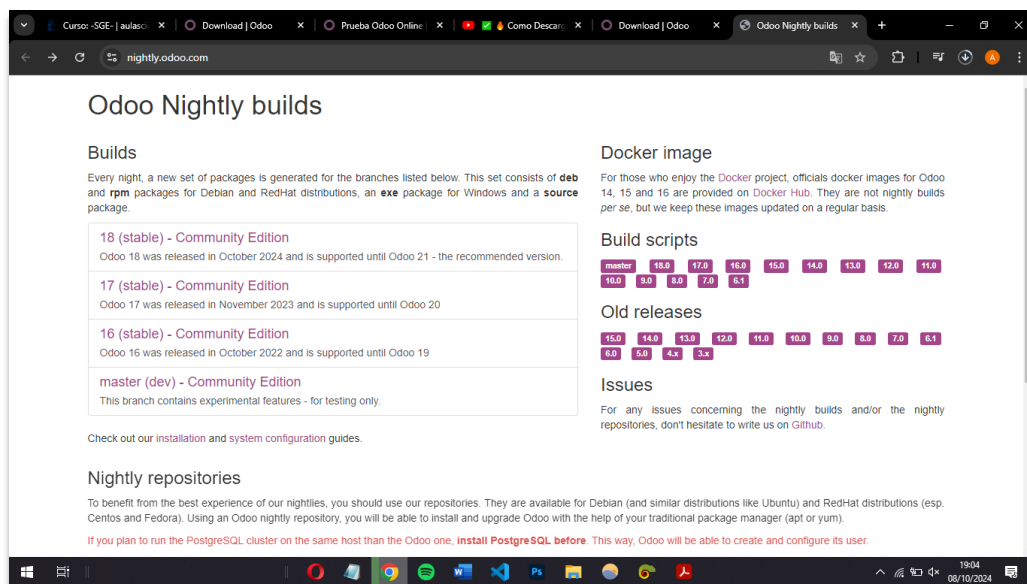 Curso: -SGE- | aulasci
Download | Odoo
Prueba Odoo Online
Como Descarg
Download | Odoo
Odoo Nightly builds
nightly.odoo.com
A
Odoo Nightly builds
Builds
Every night, a new set of packages is generated for the branches listed below. This set consists of deb
and rpm packages for Debian and RedHat distributions, an exe package for Windows and a source
package.
18 (stable) - Community Edition
Odoo 18 was released in October 2024 and is supported until Odoo 21 - the recommended version.
17 (stable) - Community Edition
Odoo 17 was released in November 2023 and is supported until Odoo 20
16 (stable) - Community Edition
Odoo 16 was released in October 2022 and is supported until Odoo 19
master (dev) - Community Edition
This branch contains experimental features - for testing only.
Check out our installation and system configuration guides.
Docker image
For those who enjoy the Docker project, officials docker images for Odoo
14, 15 and 16 are provided on Docker Hub. They are not nightly builds
per se, but we keep these images updated on a regular basis.
Build scripts
master 18.0 17.0 16.0 15.0 14.0 13.0 12.0 11.0
10.0 9.0 8.0 7.0 6.1
Old releases
15.0 14.0 13.0 12.0 11.0 10.0 9.0 8.0 7.0 6.1
6.0 5.0 4.x 3.x
Issues
For any issues concerning the nightly builds and/or the nightly
repositories, don't hesitate to write us on Github.
Nightly repositories
To benefit from the best experience of our nightlies, you should use our repositories. They are available for Debian (and similar distributions like Ubuntu) and RedHat distributions (esp.
Centos and Fedora). Using an Odoo nightly repository, you will be able to install and upgrade Odoo with the help of your traditional package manager (apt or yum).
If you plan to run the PostgreSQL cluster on the same host than the Odoo one, install PostgreSQL before. This way, Odoo will be able to create and configure its user.
Ps
19:04
08/10/2024